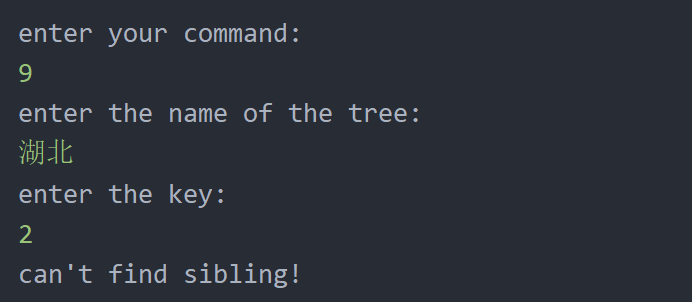 enter your command:
9
enter the name of the tree:
湖北
enter the key:
2
can't find sibling!